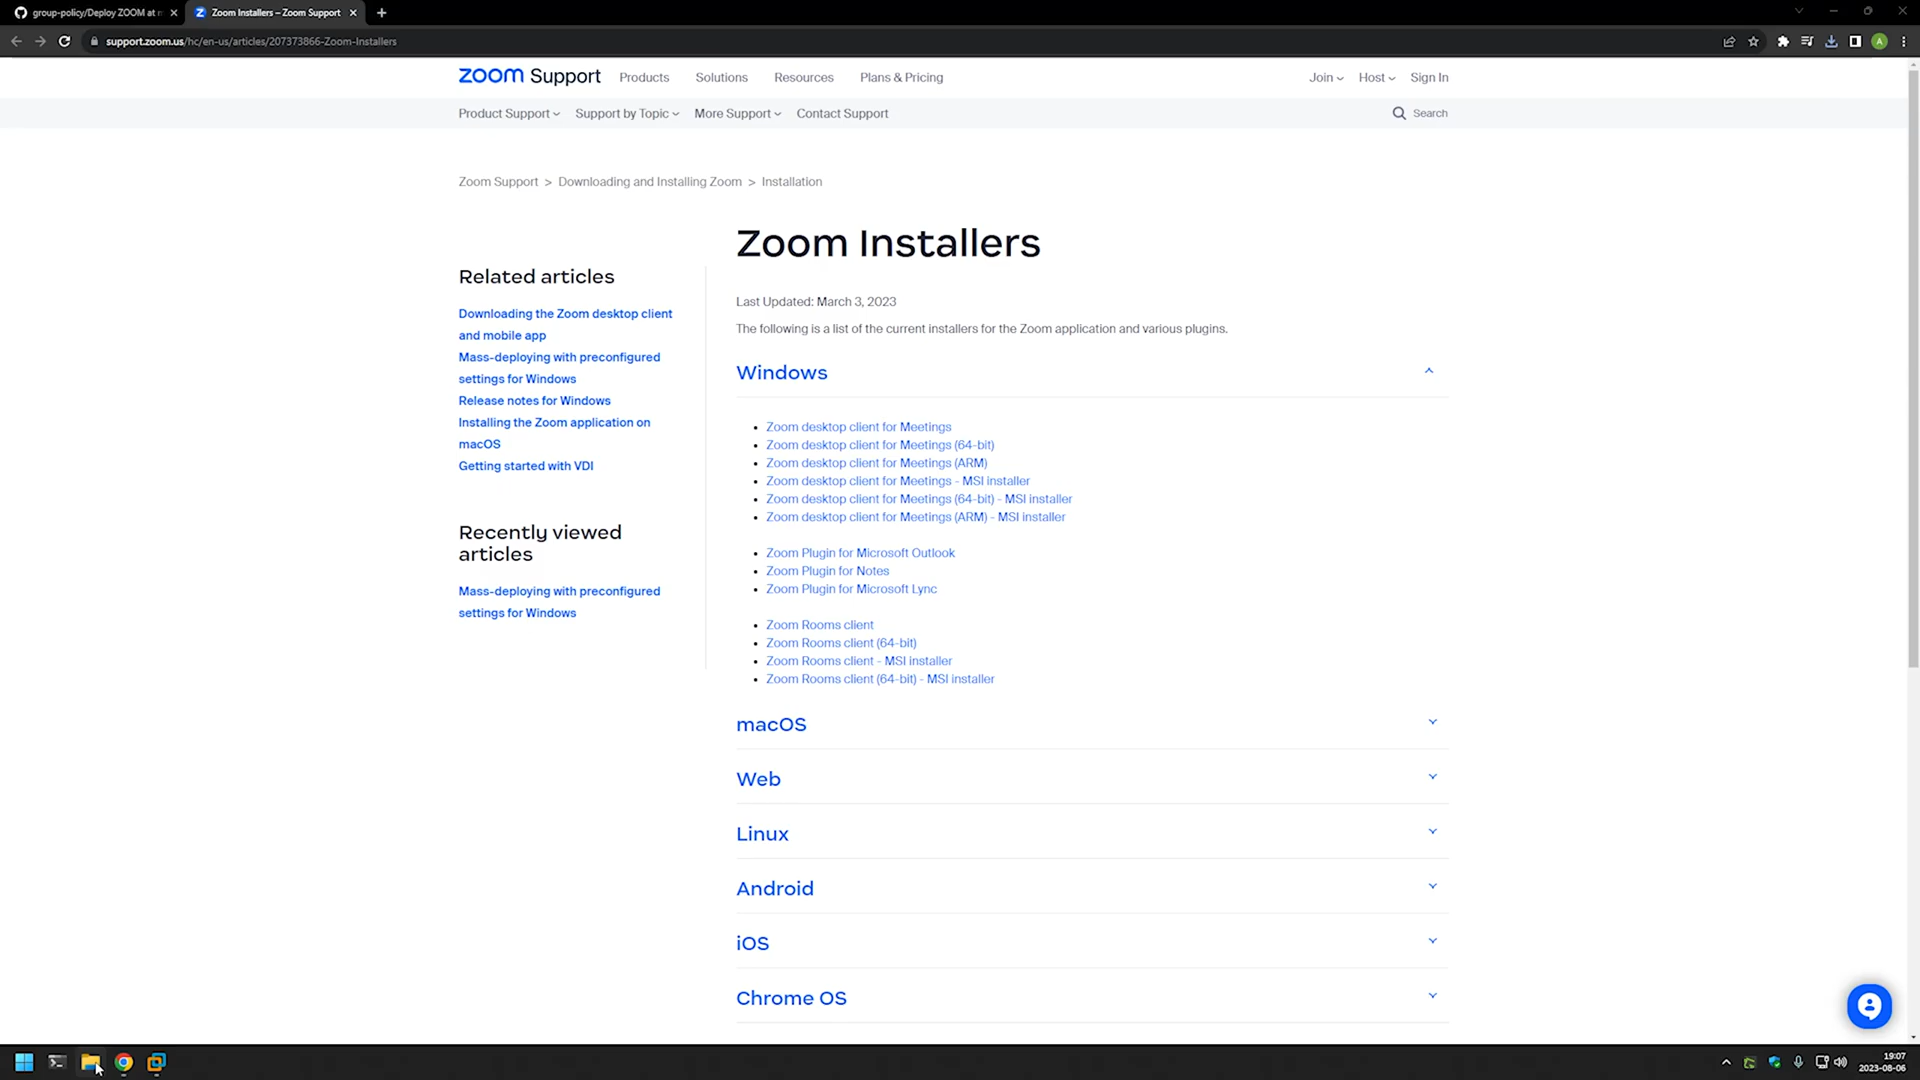 group-policy/Deploy ZOOM at
Zoom Installers – Zoom Support
support.zoom.us/hc/en-us/articles/207373866-Zoom-Installers
A
zoom Support
Products
Solutions
Resources
Plans & Pricing
Join
Host
Sign In
Product Support
Support by Topic
More Support
Contact Support
Search
Zoom Support > Downloading and Installing Zoom > Installation
Zoom Installers
Last Updated: March 3, 2023
The following is a list of the current installers for the Zoom application and various plugins.
Related articles
Downloading the Zoom desktop client
and mobile app
Mass-deploying with preconfigured
settings for Windows
Release notes for Windows
Installing the Zoom application on
macOS
Getting started with VDI
Recently viewed
articles
Mass-deploying with preconfigured
settings for Windows
Windows
Zoom desktop client for Meetings
Zoom desktop client for Meetings (64-bit)
Zoom desktop client for Meetings (ARM)
Zoom desktop client for Meetings - MSI installer
Zoom desktop client for Meetings (64-bit) - MSI installer
Zoom desktop client for Meetings (ARM) - MSI installer
Zoom Plugin for Microsoft Outlook
Zoom Plugin for Notes
Zoom Plugin for Microsoft Lync
Zoom Rooms client
Zoom Rooms client (64-bit)
Zoom Rooms client - MSI installer
Zoom Rooms client (64-bit) - MSI installer
macOS
Web
Linux
Android
iOS
Chrome OS
19:07
2023-08-06